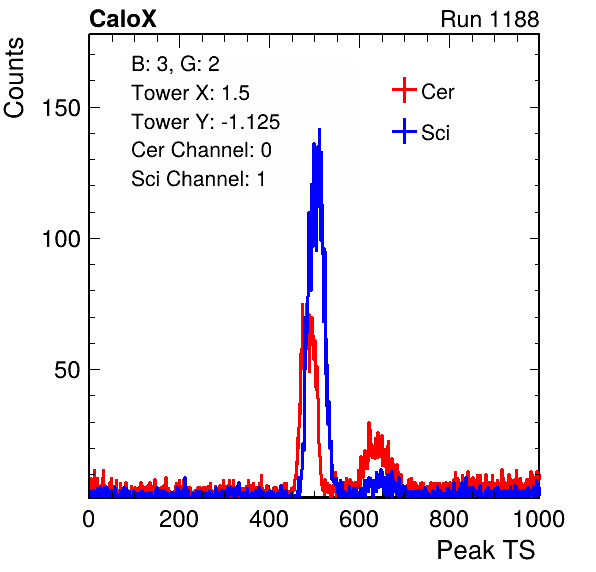 CaloX Run 1188
Counts
B: 3, G: 2
Tower X: 1.5
Tower Y: -1.125
Cer Channel: 0
Sci Channel: 1
Cer
Sci
150
100
50
0 200 400 600 800 1000
Peak TS